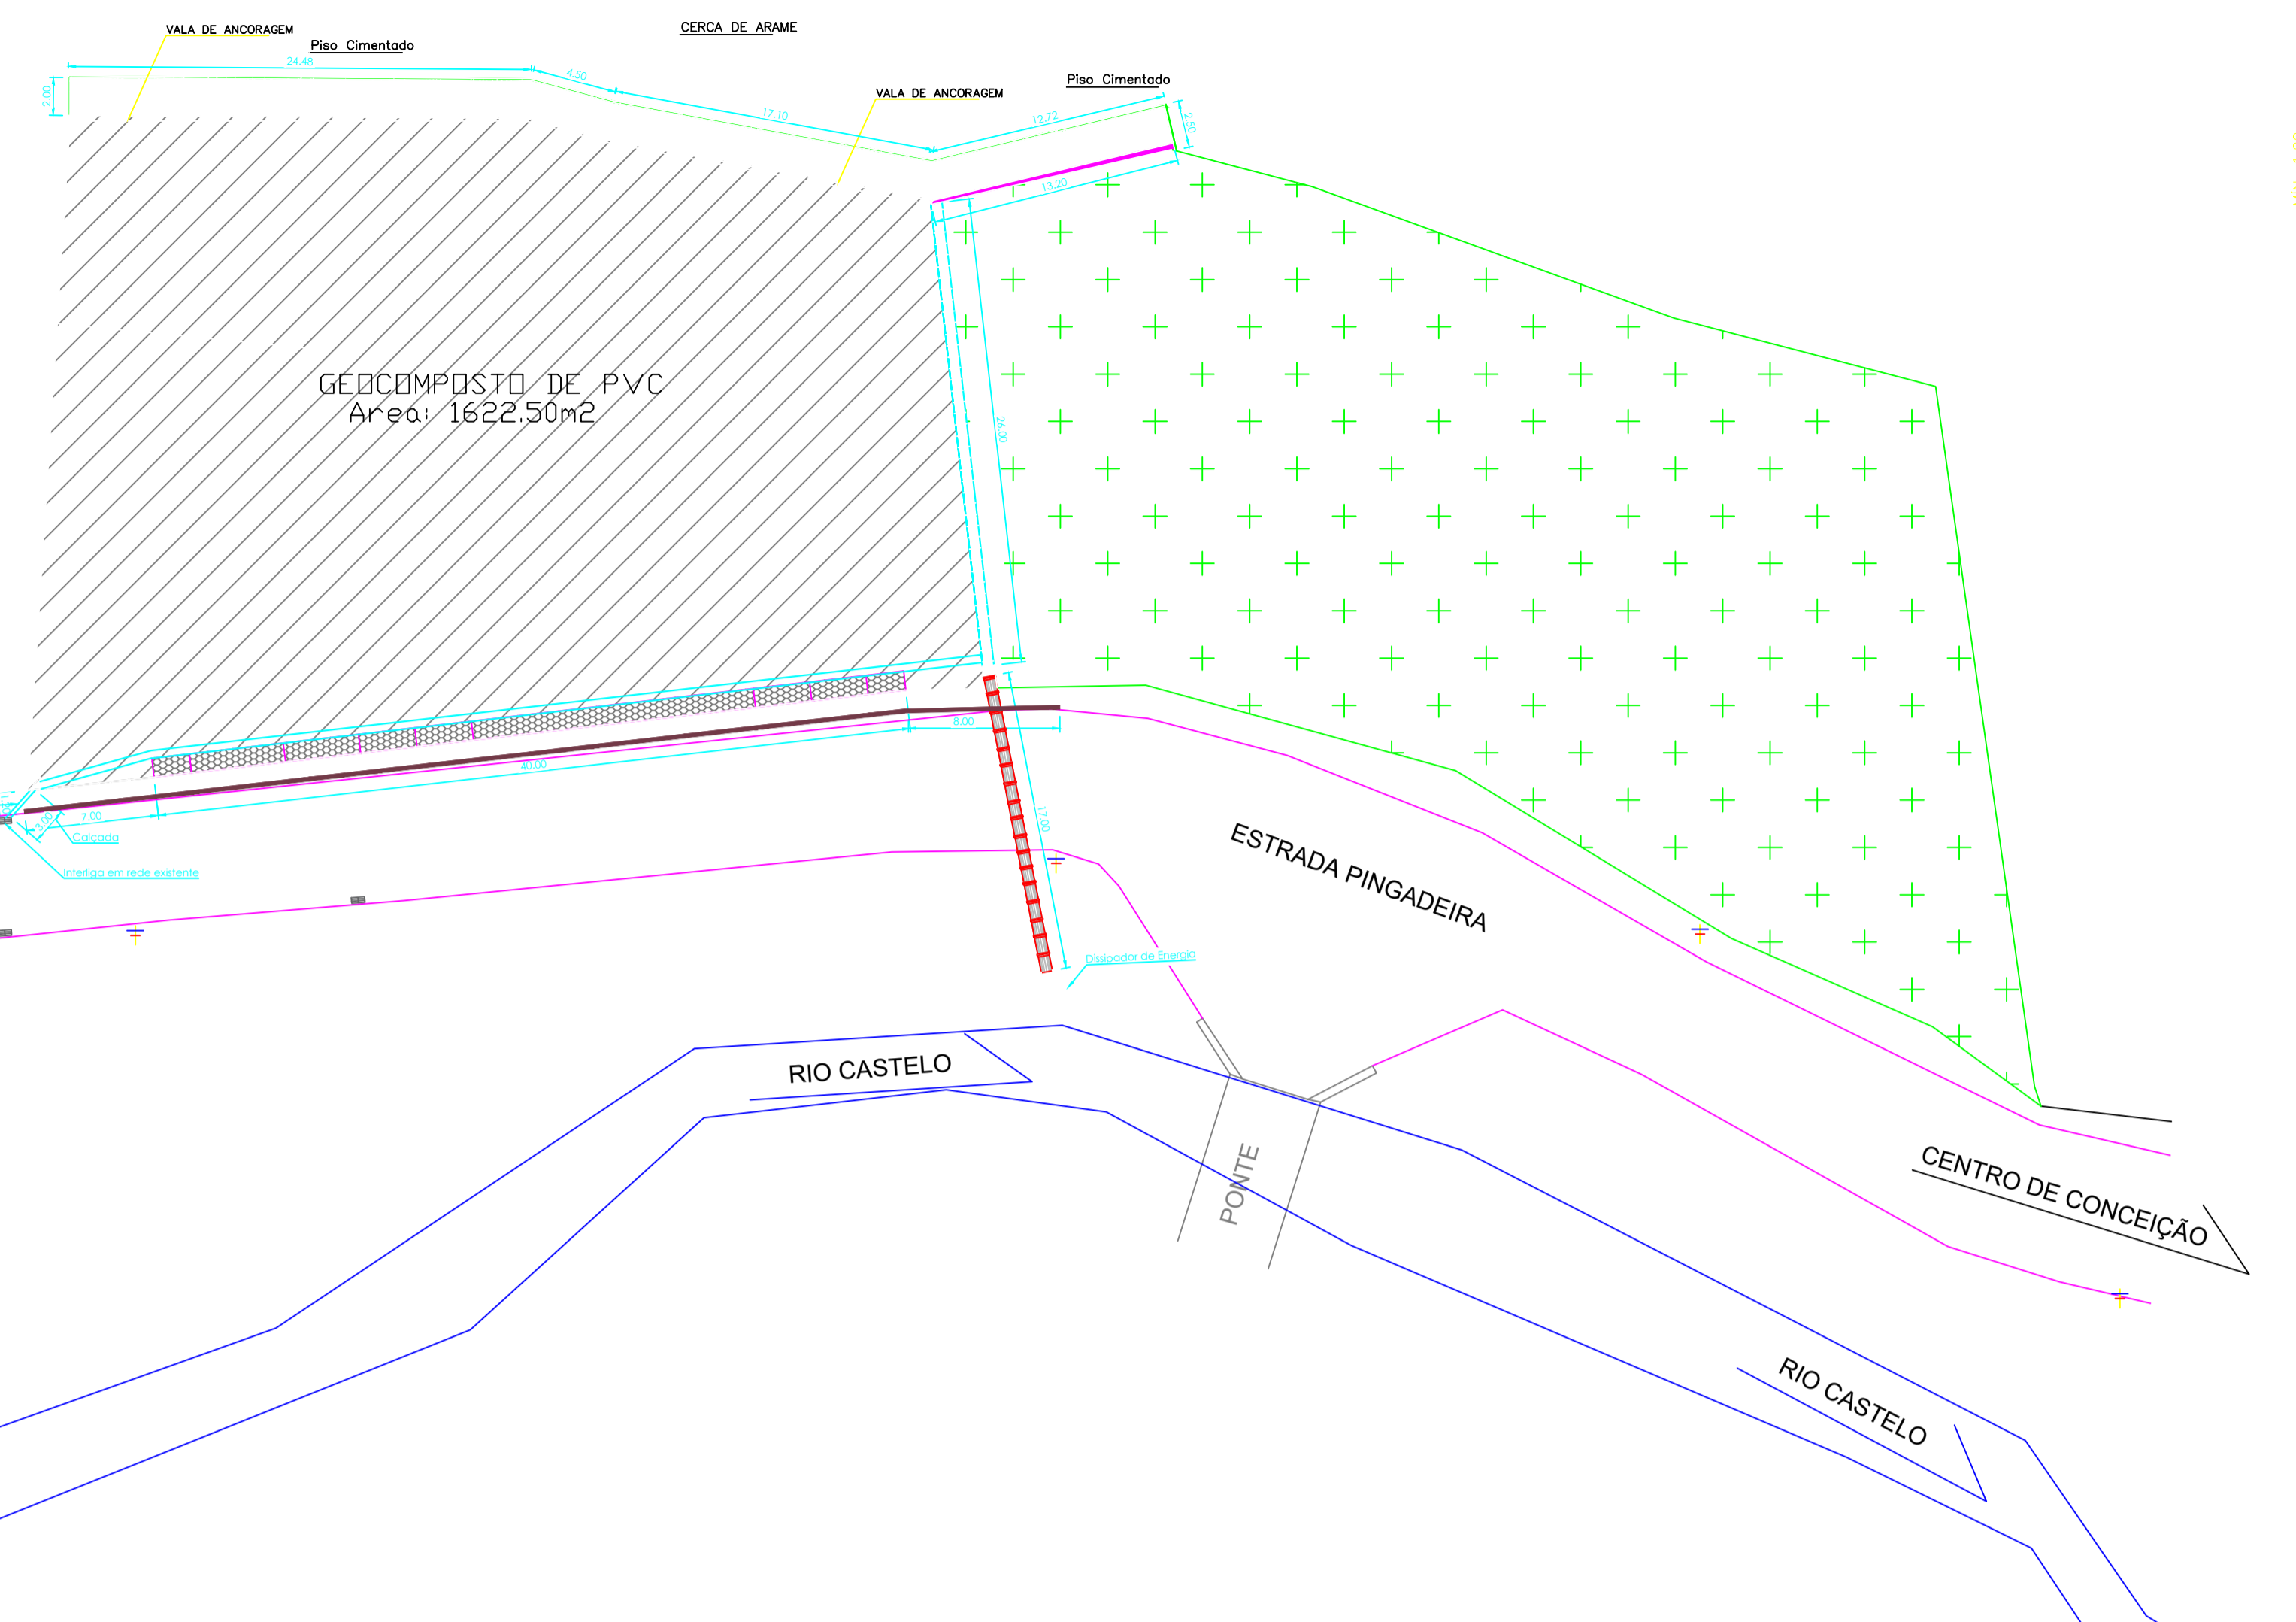 CERCA DE ARAME
VALA DE ANCORAGEM
Piso Cimentado
24.48
4.50
2.00
Piso Cimentado
VALA DE ANCORAGEM
17.10
12.72
2.50
13.20
GEOCOMPOSTO DE PVC
Area: 1622.50m2
26.00
8.00
40.00
7.00
3.00
Calçada
17.00
Interliga em rede existente
ESTRADA PINGADEIRA
Dissipador de Energia
RIO CASTELO
PONTE
CENTRO DE CONCEIÇÃO
RIO CASTELO